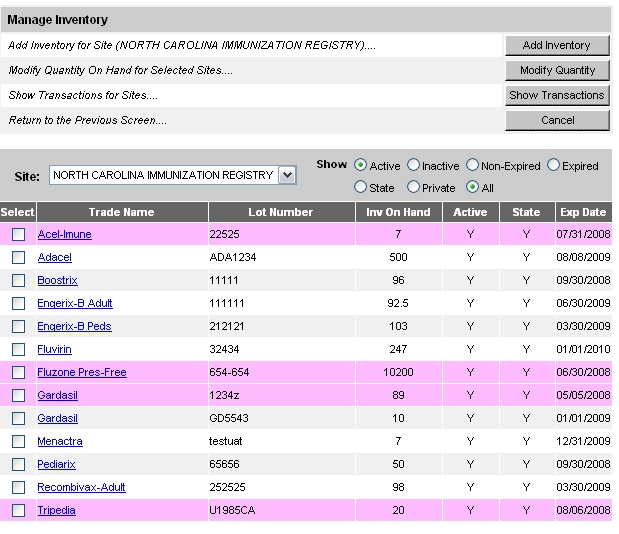 Manage Inventory
Add Inventory for Site (NORTH CAROLINA IMMUNIZATION REGISTRY).... Add Inventory
Modify Quantity On Hand for Selected Sites.... Modify Quantity
Show Transactions for Sites.... Show Transactions
Return to the Previous Screen.... Cancel
Site: NORTH CAROLINA IMMUNIZATION REGISTRY Show Active Inactive Non-Expired Expired
State Private All
Select Trade Name Lot Number Inv On Hand Active State Exp Date
Acel-Imune 22525 7 Y Y 07/31/2008
Adacel ADA1234 500 Y Y 08/08/2009
Boostrix 11111 96 Y Y 09/30/2008
Engerix-B Adult 111111 92.5 Y Y 06/30/2009
Engerix-B Peds 212121 103 Y Y 03/30/2009
Fluvirin 32434 247 Y Y 01/01/2010
Fluzone Pres-Free 654-654 10200 Y Y 06/30/2008
Gardasil 1234z 89 Y Y 05/05/2008
Gardasil GD5543 10 Y Y 01/01/2009
Menactra testuat 7 Y Y 12/31/2009
Pediarix 65656 50 Y Y 09/30/2008
Recombivax-Adult 252525 98 Y Y 03/30/2009
Tripedia U1985CA 20 Y Y 08/06/2008